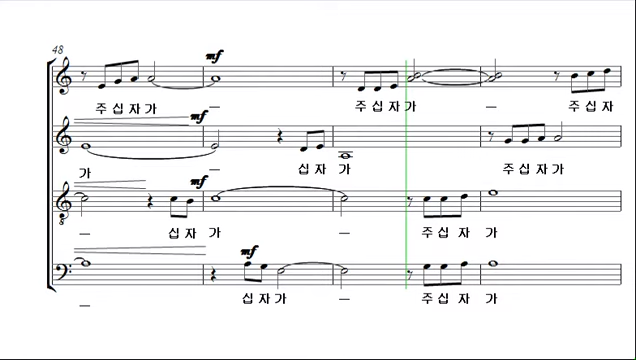 48
mf
주 십 자 가 – 주 십 자 가 – 주 십 자
mf
가 – 십 자 가 주 십 자 가
mf
십 자 가 – 주 십 자 가
mf
– 십 자 가 – 주 십 자 가